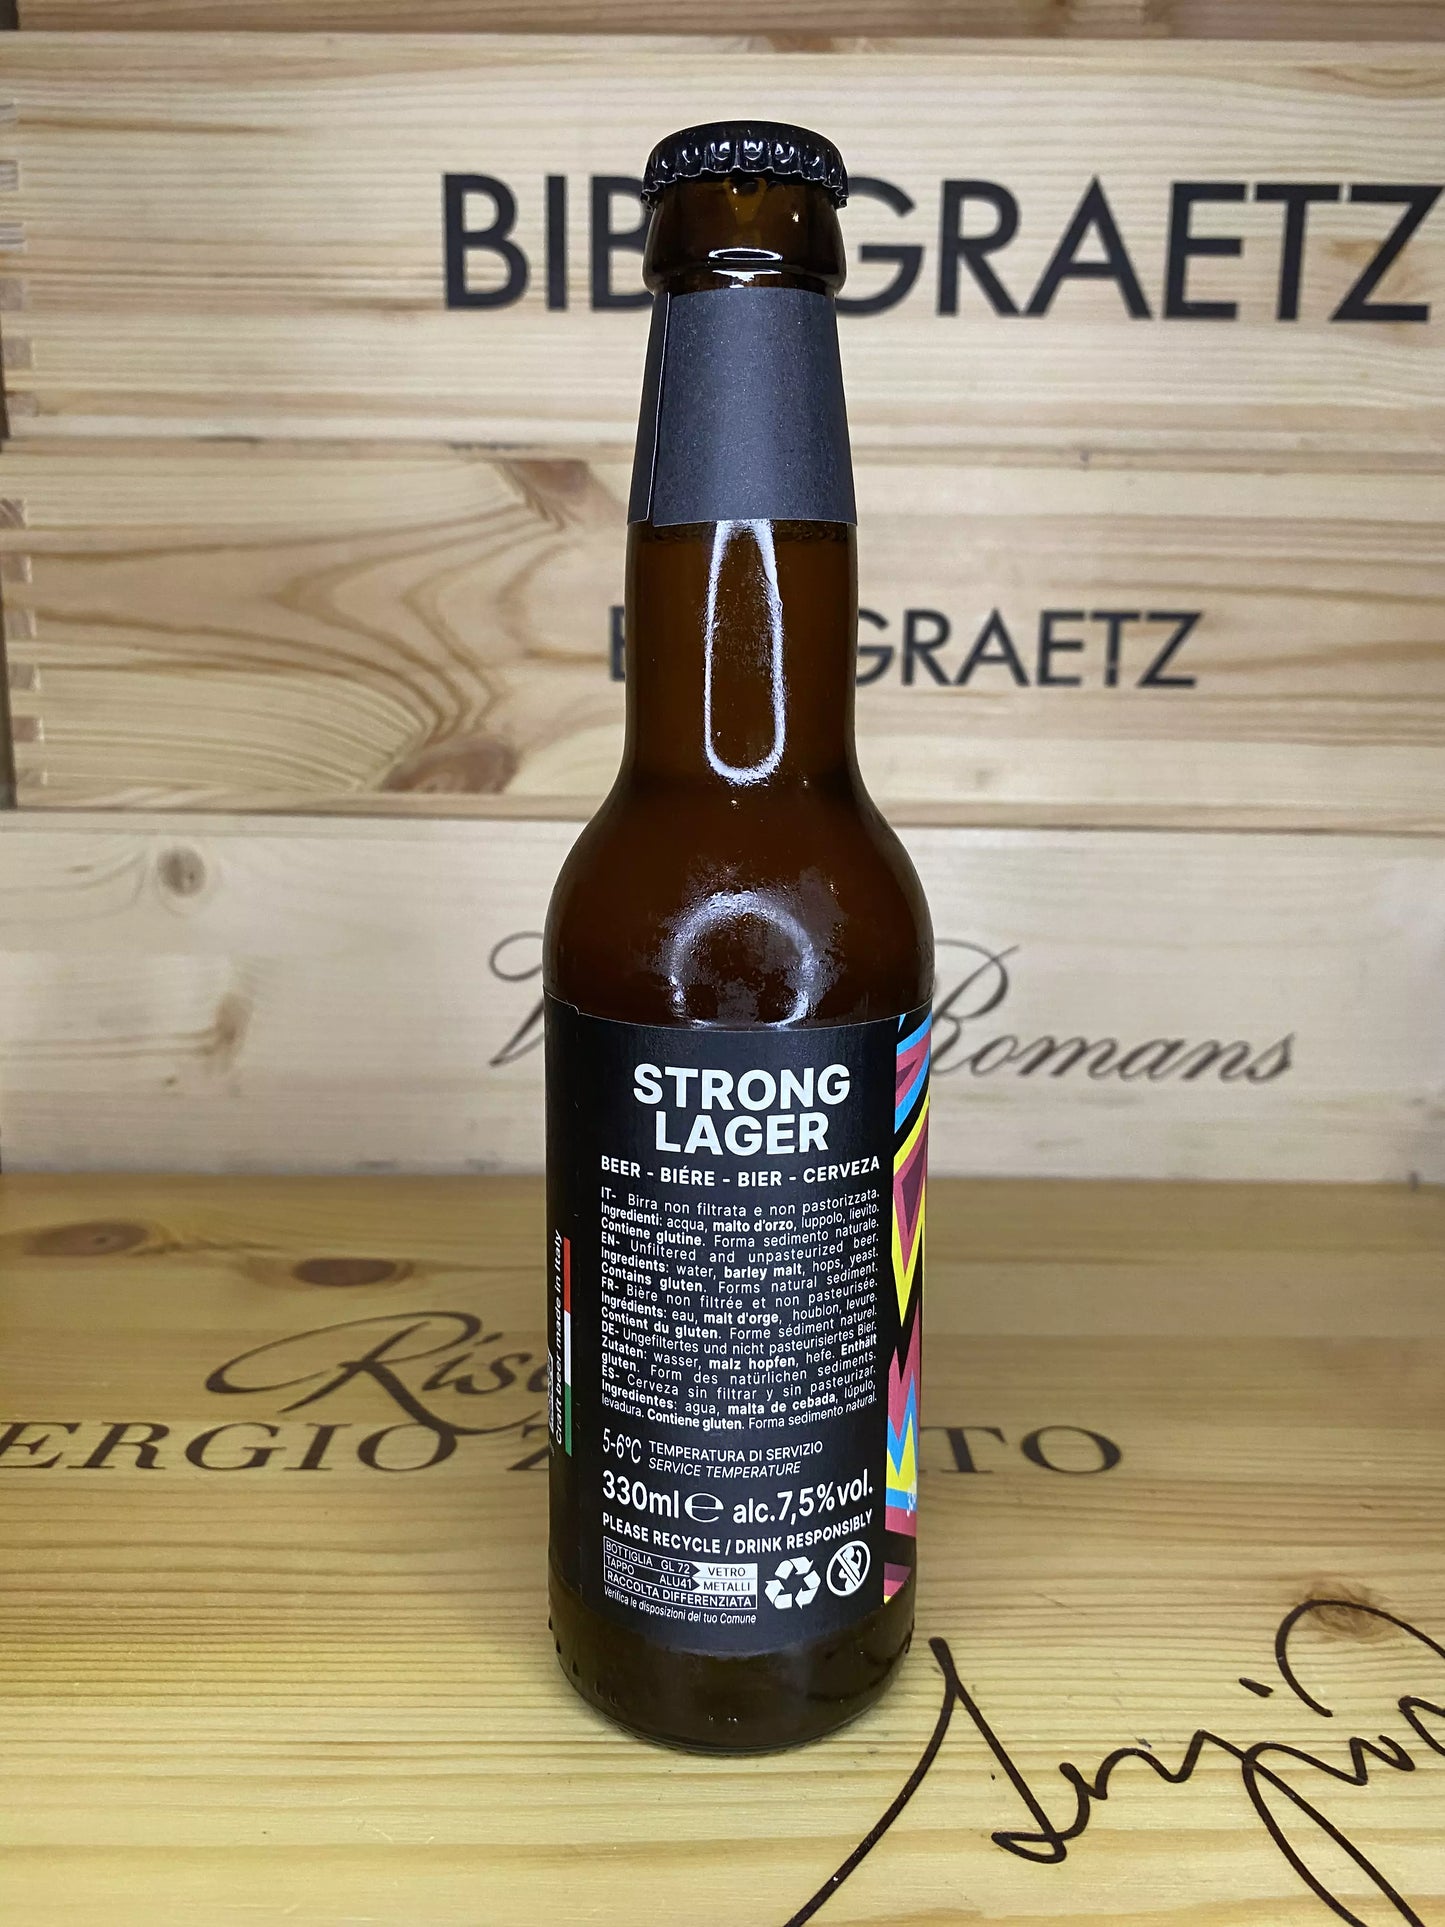 BIB GRAETZ
GRAETZ
Romans
STRONG
LAGER
BEER - BIÉRE - BIER - CERVEZA
IT- Birra non filtrata e non pastorizzata.
Ingredienti: acqua, malto d'orzo, luppolo, lievito.
Contiene glutine. Forma sedimento naturale.
EN- Unfiltered and unpasteurized beer.
Ingredients: water, barley malt, hops, yeast.
Contains gluten. Forms natural sediment.
FR- Bière non filtrée et non pasteurisée.
Ingrédients: eau, malt d'orge, houblon, levure.
Contient du gluten. Forme sédiment naturel.
DE- Ungefiltertes und nicht pasteurisiertes Bier.
Zutaten: wasser, malz hopfen, hefe. Enthält
gluten. Form des natürlichen sediments.
ES- Cerveza sin filtrar y sin pasteurizar.
Ingredientes: agua, malta de cebada, lúpulo,
levadura. Contiene gluten. Forma sedimento natural.
5-6°C TEMPERATURA DI SERVIZIO
SERVICE TEMPERATURE
330ml ℮ alc.7,5%vol.
PLEASE RECYCLE / DRINK RESPONSIBLY
BOTTIGLIA GL 72 VETRO
TAPPO ALU41 METALLI
RACCOLTA DIFFERENZIATA
Verifica le disposizioni del tuo Comune
Craft beer made in Italy
SERGIO